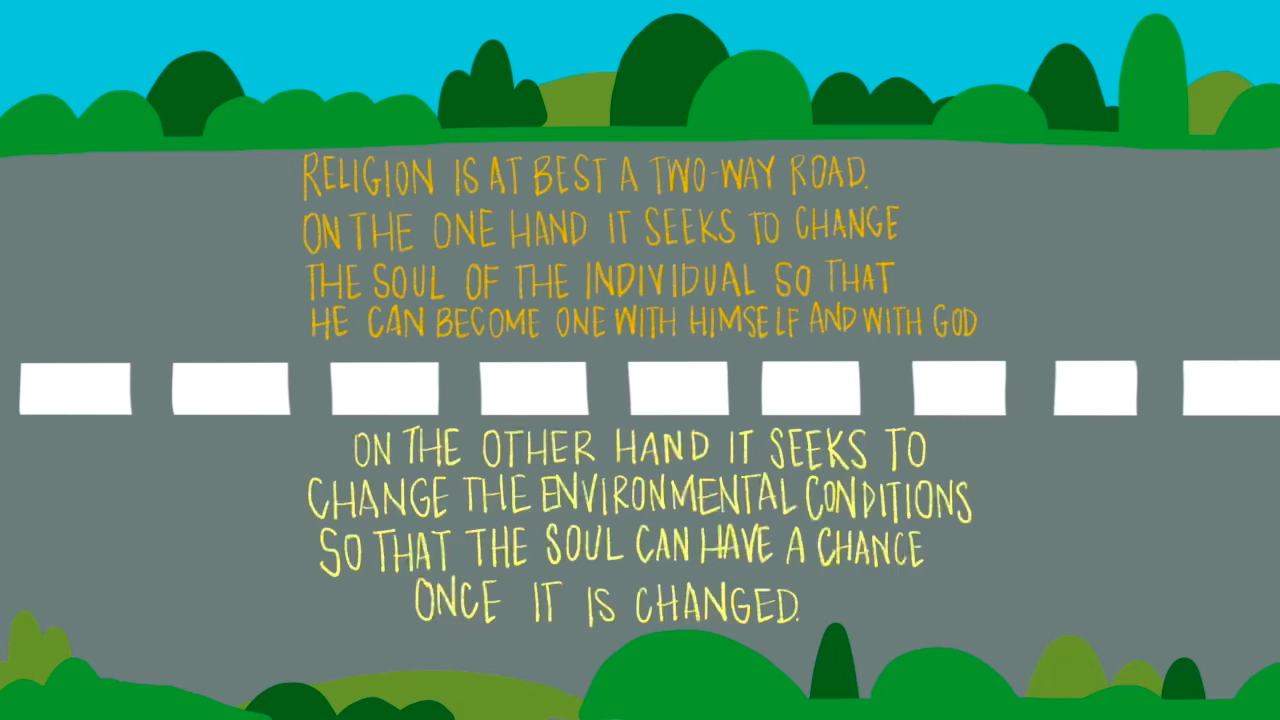 RELIGION IS AT BEST A TWO-WAY ROAD.
ON THE ONE HAND IT SEEKS TO CHANGE
THE SOUL OF THE INDIVIDUAL SO THAT
HE CAN BECOME ONE WITH HIMSELF AND WITH GOD
ON THE OTHER HAND IT SEEKS TO
CHANGE THE ENVIRONMENTAL CONDITIONS
SO THAT THE SOUL CAN HAVE A CHANCE
ONCE IT IS CHANGED.